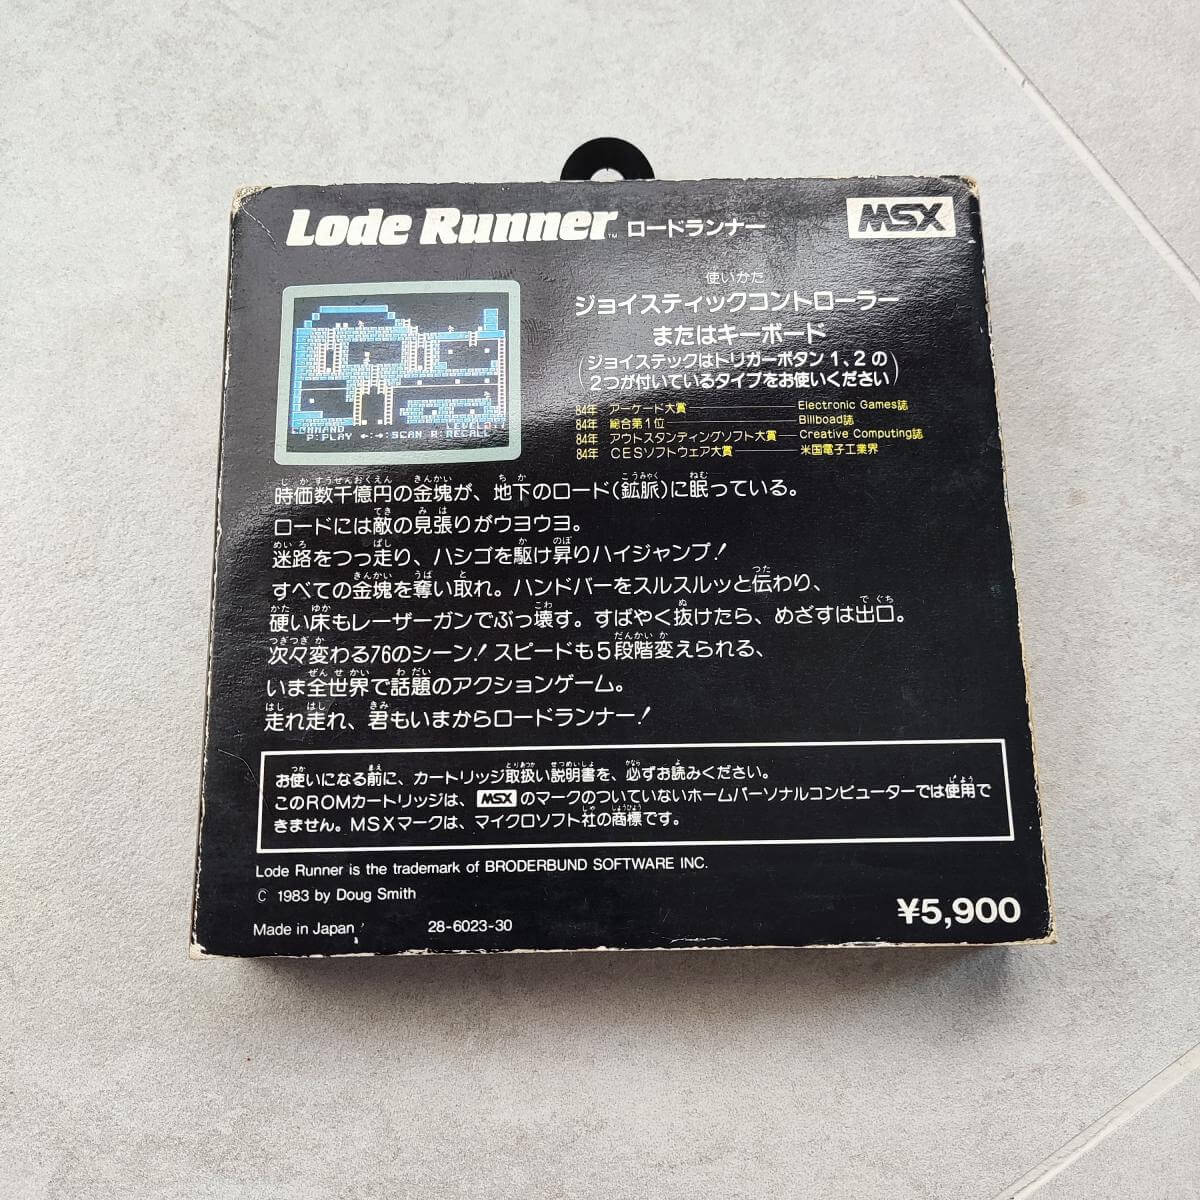 Lode Runner™ ロードランナー
MSX
使いかた
ジョイスティックコントローラー
またはキーボード
(ジョイステックはトリガーボタン1、2の
2つが付いているタイプをお使いください)
84年 アーケード大賞 Electronic Games誌
84年 総合第1位 Billboad誌
84年 アウトスタンディングソフト大賞 Creative Computing誌
84年 CESソフトウェア大賞 米国電子工業界
COMMAND LEVEL
P:PLAY ←:→:SCAN R:RECALL
時価数千億円の金塊が、地下のロード(鉱脈)に眠っている。
ロードには敵の見張りがウヨウヨ。
迷路をつっ走り、ハシゴを駆け昇りハイジャンプ!
すべての金塊を奪い取れ。ハンドバーをスルスルッと伝わり、
硬い床もレーザーガンでぶっ壊す。すばやく抜けたら、めざすは出口。
次々変わる76のシーン!スピードも5段階変えられる、
いま全世界で話題のアクションゲーム。
走れ走れ、君もいまからロードランナー!
お使いになる前に、カートリッジ取扱い説明書を、必ずお読みください。
このROMカートリッジは、MSXのマークのついていないホームパーソナルコンピューターでは使用で
きません。MSXマークは、マイクロソフト社の商標です。
Lode Runner is the trademark of BRODERBUND SOFTWARE INC.
© 1983 by Doug Smith
¥5,900
Made in Japan 28-6023-30